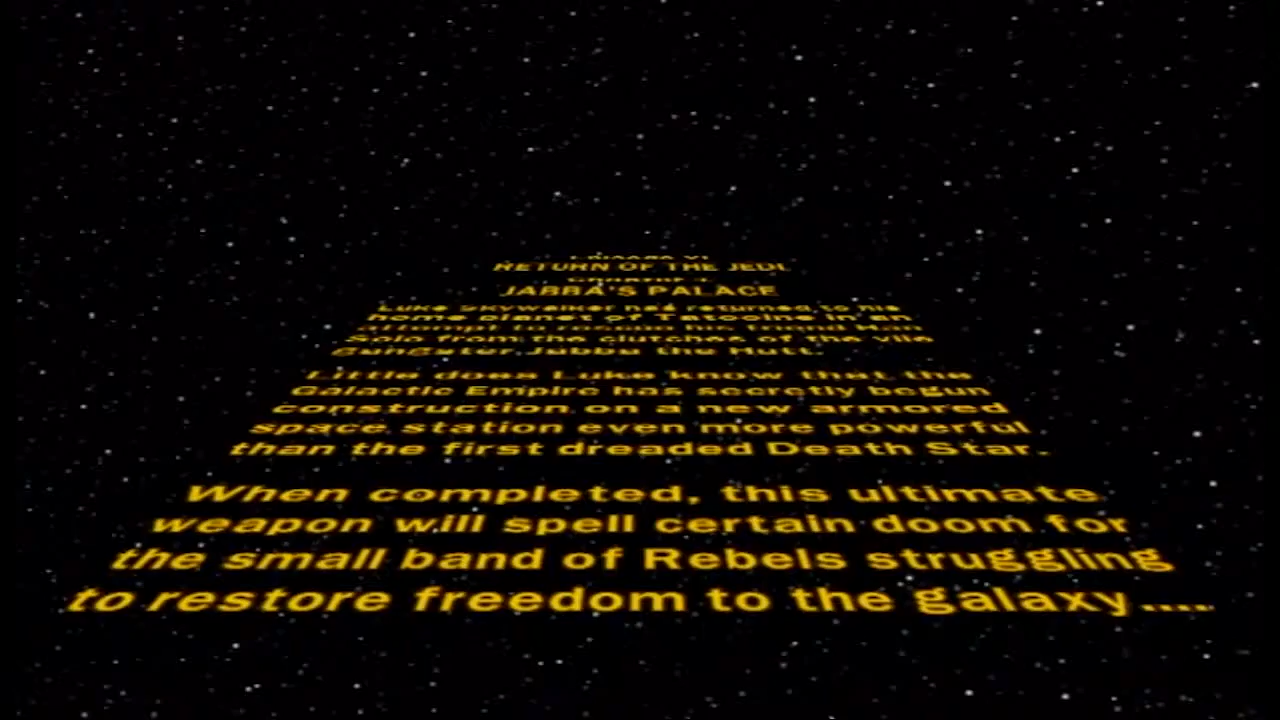 EPISODE VI
RETURN OF THE JEDI
CHAPTER I
JABBA'S PALACE
Luke Skywalker has returned to his
home planet of Tatooine in an
attempt to rescue his friend Han
Solo from the clutches of the vile
gangster Jabba the Hutt.
Little does Luke know that the
Galactic Empire has secretly begun
construction on a new armored
space station even more powerful
than the first dreaded Death Star.
When completed, this ultimate
weapon will spell certain doom for
the small band of Rebels struggling
to restore freedom to the galaxy....